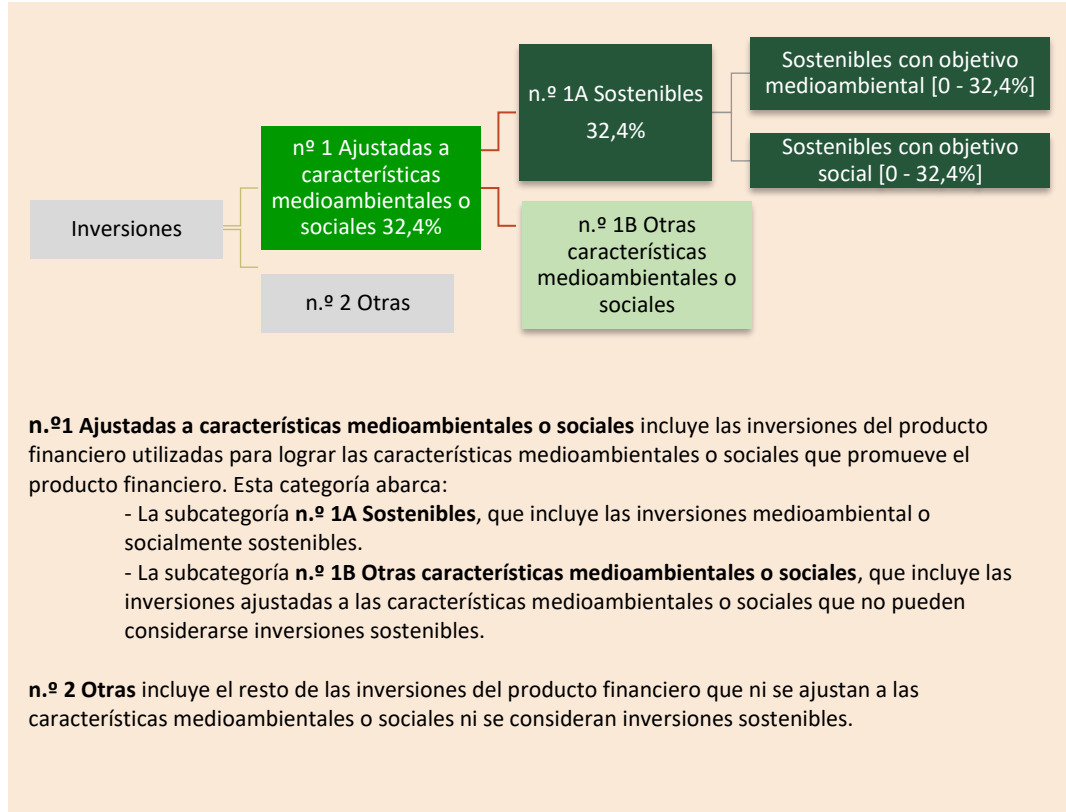 Inversiones
nº 1 Ajustadas a
características
medioambientales o
sociales 32,4%
n.º 2 Otras
n.º 1A Sostenibles
32,4%
n.º 1B Otras
características
medioambientales o
sociales
Sostenibles con objetivo
medioambiental [0 - 32,4%]
Sostenibles con objetivo
social [0 - 32,4%]
n.º1 Ajustadas a características medioambientales o sociales incluye las inversiones del producto
financiero utilizadas para lograr las características medioambientales o sociales que promueve el
producto financiero. Esta categoría abarca:
- La subcategoría n.º 1A Sostenibles, que incluye las inversiones medioambiental o
socialmente sostenibles.
- La subcategoría n.º 1B Otras características medioambientales o sociales, que incluye las
inversiones ajustadas a las características medioambientales o sociales que no pueden
considerarse inversiones sostenibles.
n.º 2 Otras incluye el resto de las inversiones del producto financiero que ni se ajustan a las
características medioambientales o sociales ni se consideran inversiones sostenibles.